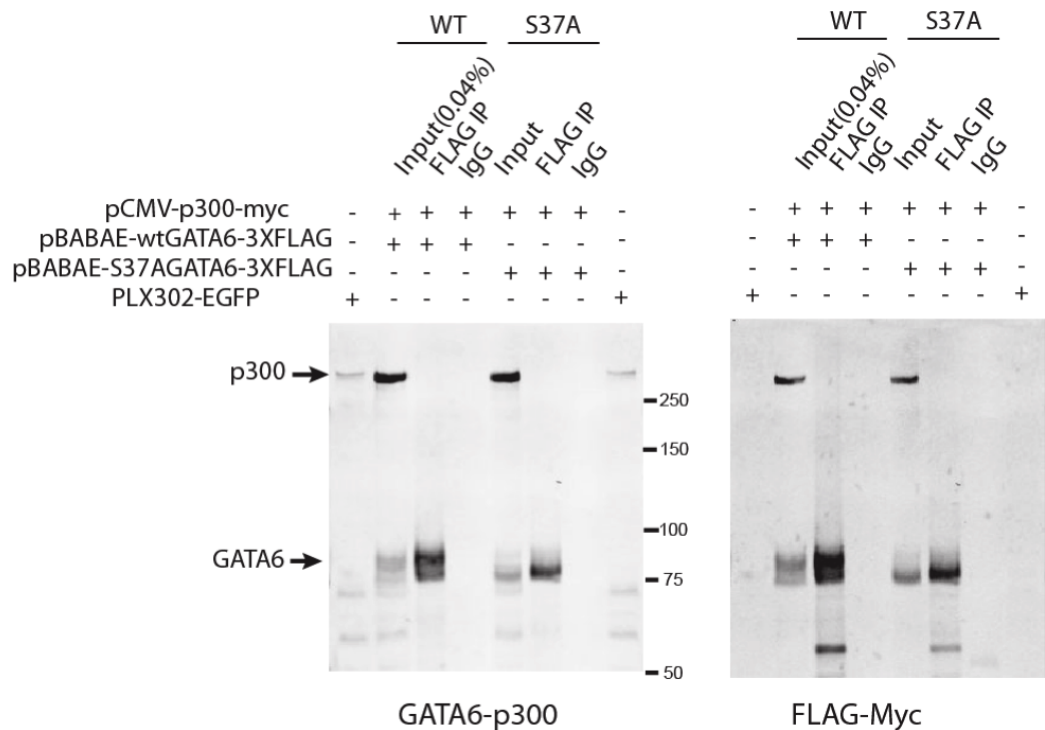 WT S37A WT S37A
Input(0.04%) FLAG IP IgG Input FLAG IP IgG Input(0.04%) FLAG IP IgG Input FLAG IP IgG
pCMV-p300-myc - + + + + + + - - + + + + + + -
pBABAE-wtGATA6-3XFLAG - + + + - - - - - + + + - - - -
pBABAE-S37AGATA6-3XFLAG - - - - + + + - - - - - + + + -
PLX302-EGFP + - - - - - - + + - - - - - - +
p300
250
150
100
GATA6
75
50
GATA6-p300 FLAG-Myc